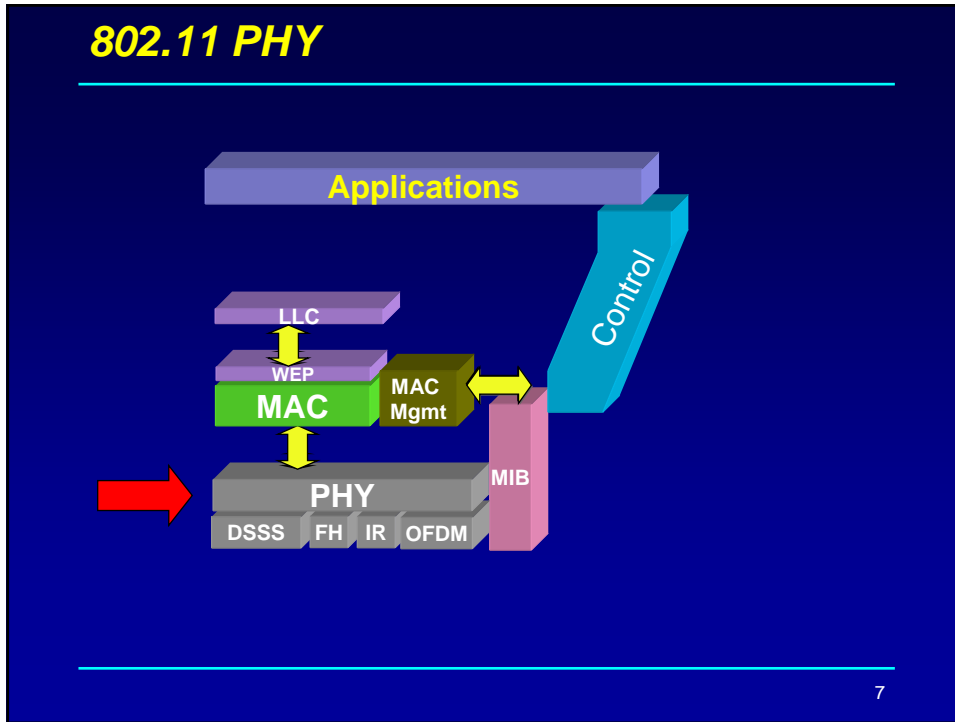 802.11 PHY
Applications
Control
LLC
WEP
MAC
MAC
Mgmt
MIB
PHY
DSSS FH IR OFDM
7